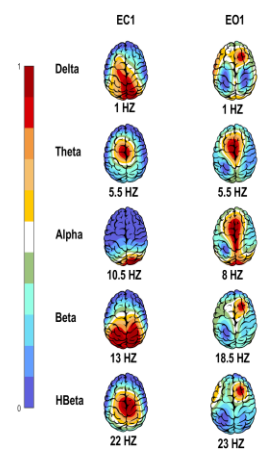 EC1 EO1
1
Delta
1 HZ 1 HZ
Theta
5.5 HZ 5.5 HZ
Alpha
10.5 HZ 8 HZ
Beta
13 HZ 18.5 HZ
HBeta
0
22 HZ 23 HZ